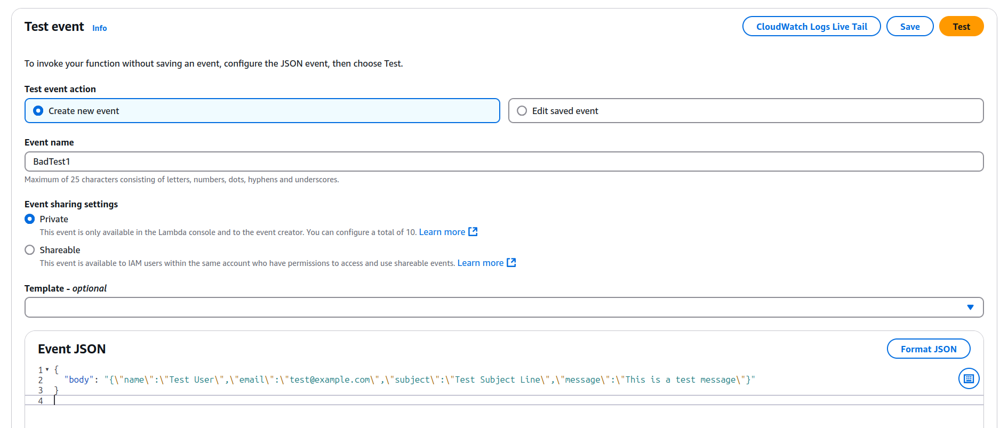 Test event Info CloudWatch Logs Live Tail Save Test
To invoke your function without saving an event, configure the JSON event, then choose Test.
Test event action
Create new event Edit saved event
Event name
BadTest1
Maximum of 25 characters consisting of letters, numbers, dots, hyphens and underscores.
Event sharing settings
Private
This event is only available in the Lambda console and to the event creator. You can configure a total of 10. Learn more
Shareable
This event is available to IAM users within the same account who have permissions to access and use shareable events. Learn more
Template - optional
Event JSON Format JSON
1 {
2 "body": "{\"name\":\"Test User\",\"email\":\"test@example.com\",\"subject\":\"Test Subject Line\",\"message\":\"This is a test message\"}"
3 }
4